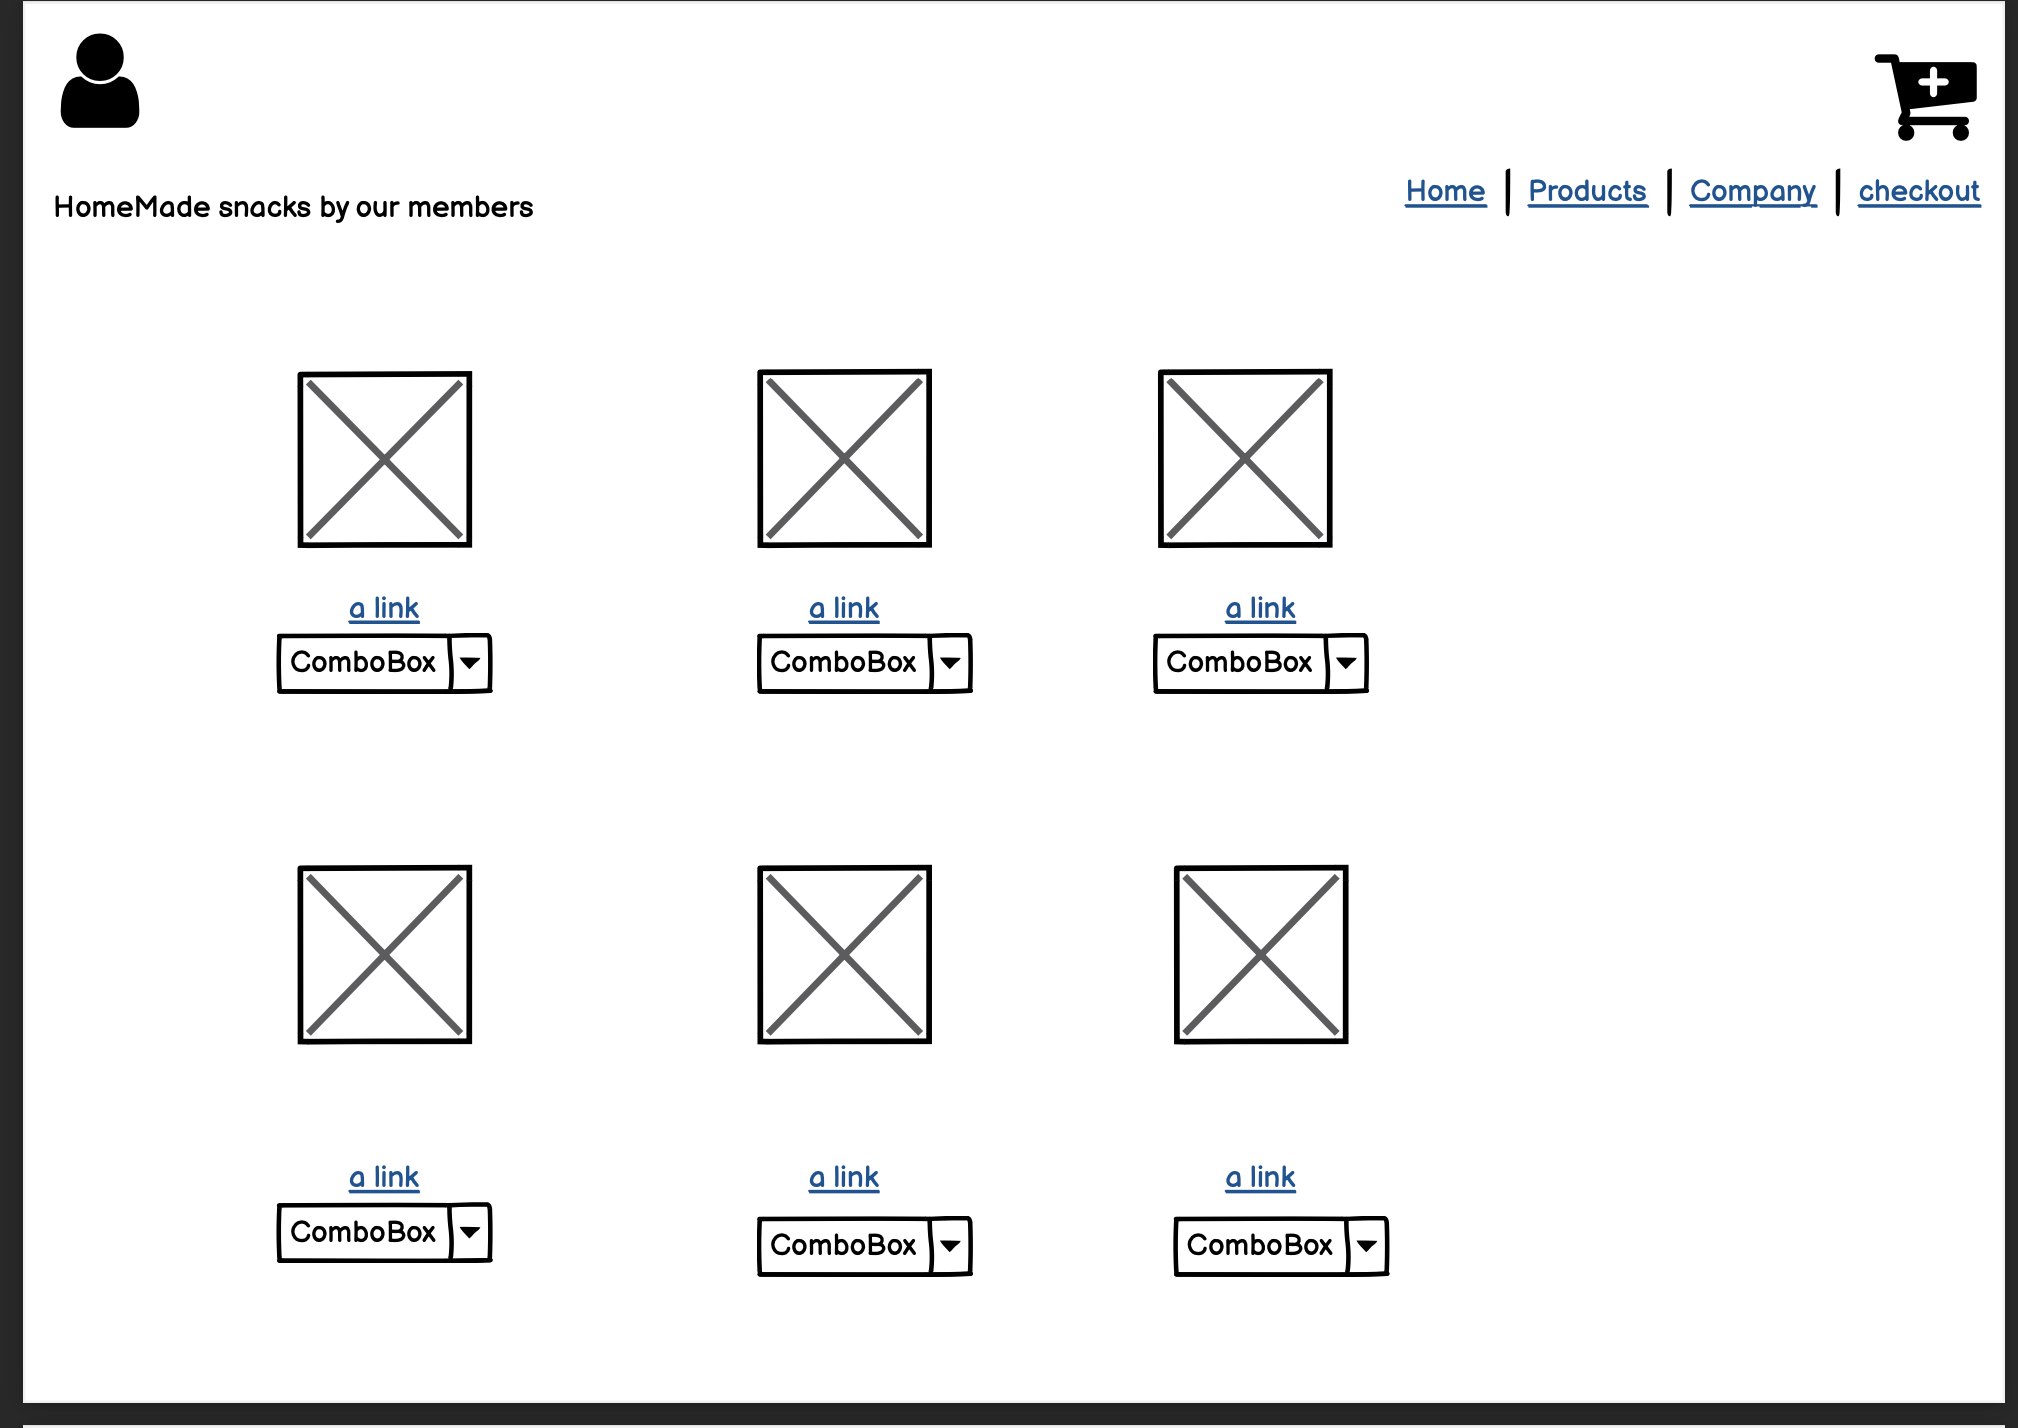 HomeMade snacks by our members
Home | Products | Company | checkout
a link a link a link
ComboBox ComboBox ComboBox
a link a link a link
ComboBox ComboBox ComboBox